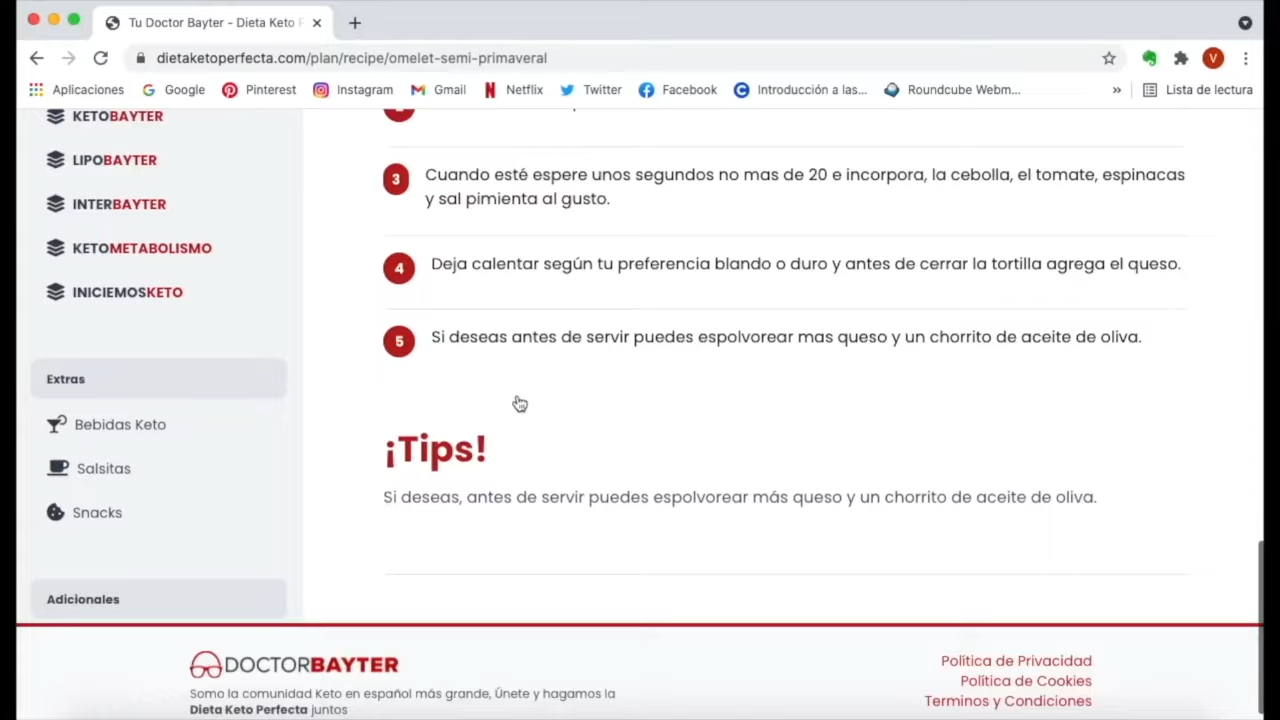 Tu Doctor Bayter - Dieta Keto P
dietaketoperfecta.com/plan/recipe/omelet-semi-primaveral
V
Aplicaciones
Google
Pinterest
Instagram
Gmail
Netflix
Twitter
Facebook
Introducción a las...
Roundcube Webm...
»
Lista de lectura
KETOBAYTER
LIPOBAYTER
INTERBAYTER
KETOMETABOLISMO
INICIEMOSKETO
Extras
Bebidas Keto
Salsitas
Snacks
Adicionales
3
Cuando esté espere unos segundos no mas de 20 e incorpora, la cebolla, el tomate, espinacas
y sal pimienta al gusto.
4
Deja calentar según tu preferencia blando o duro y antes de cerrar la tortilla agrega el queso.
5
Si deseas antes de servir puedes espolvorear mas queso y un chorrito de aceite de oliva.
¡Tips!
Si deseas, antes de servir puedes espolvorear más queso y un chorrito de aceite de oliva.
DOCTORBAYTER
Somo la comunidad Keto en español más grande, Únete y hagamos la
Dieta Keto Perfecta juntos
Política de Privacidad
Política de Cookies
Terminos y Condiciones